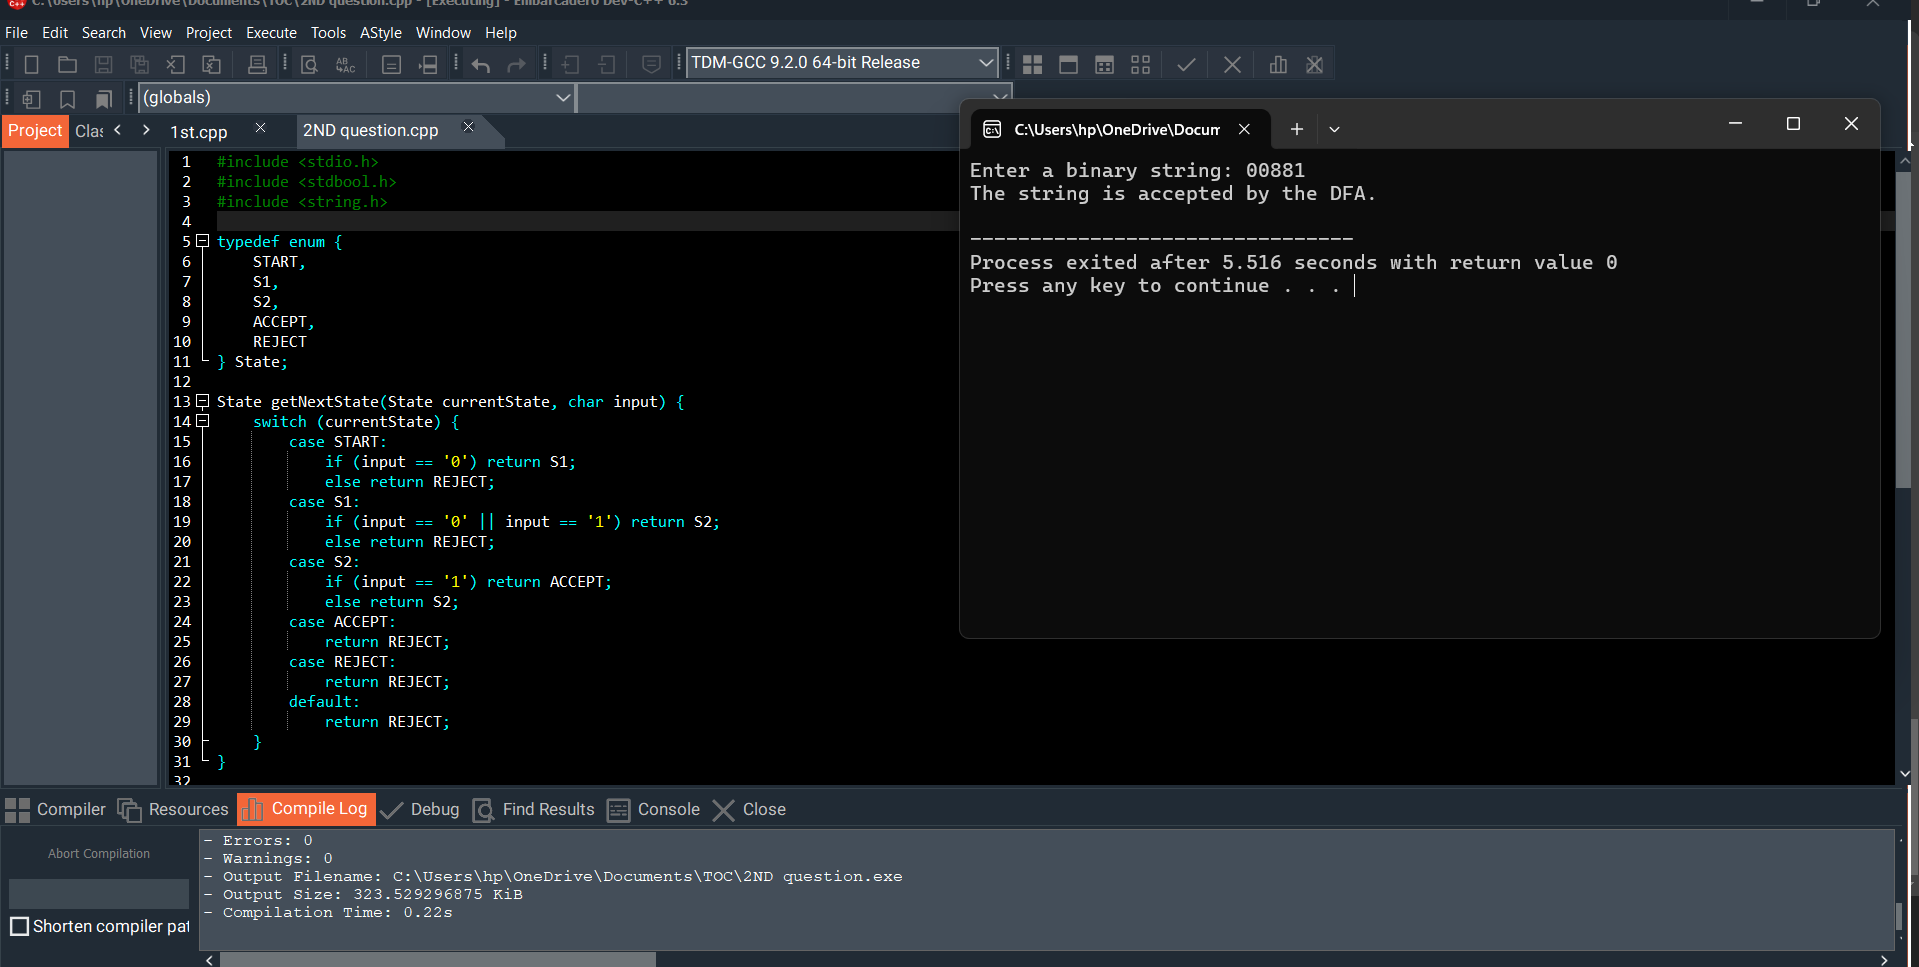 C:\Users\hp\OneDrive\Documents\TOC\2ND question.cpp - [Executing] - Embarcadero Dev-C++ 6.3
File Edit Search View Project Execute Tools AStyle Window Help
TDM-GCC 9.2.0 64-bit Release
(globals)
Project Clas 1st.cpp 2ND question.cpp
1 #include <stdio.h>
2 #include <stdbool.h>
3 #include <string.h>
4
5 typedef enum {
6 START,
7 S1,
8 S2,
9 ACCEPT,
10 REJECT
11 } State;
12
13 State getNextState(State currentState, char input) {
14 switch (currentState) {
15 case START:
16 if (input == '0') return S1;
17 else return REJECT;
18 case S1:
19 if (input == '0' || input == '1') return S2;
20 else return REJECT;
21 case S2:
22 if (input == '1') return ACCEPT;
23 else return S2;
24 case ACCEPT:
25 return REJECT;
26 case REJECT:
27 return REJECT;
28 default:
29 return REJECT;
30 }
31 }
32
C:\Users\hp\OneDrive\Docum
Enter a binary string: 00881
The string is accepted by the DFA.
--------------------------------
Process exited after 5.516 seconds with return value 0
Press any key to continue . . .
Compiler Resources Compile Log Debug Find Results Console Close
Abort Compilation
Shorten compiler pat
- Errors: 0
- Warnings: 0
- Output Filename: C:\Users\hp\OneDrive\Documents\TOC\2ND question.exe
- Output Size: 323.529296875 KiB
- Compilation Time: 0.22s